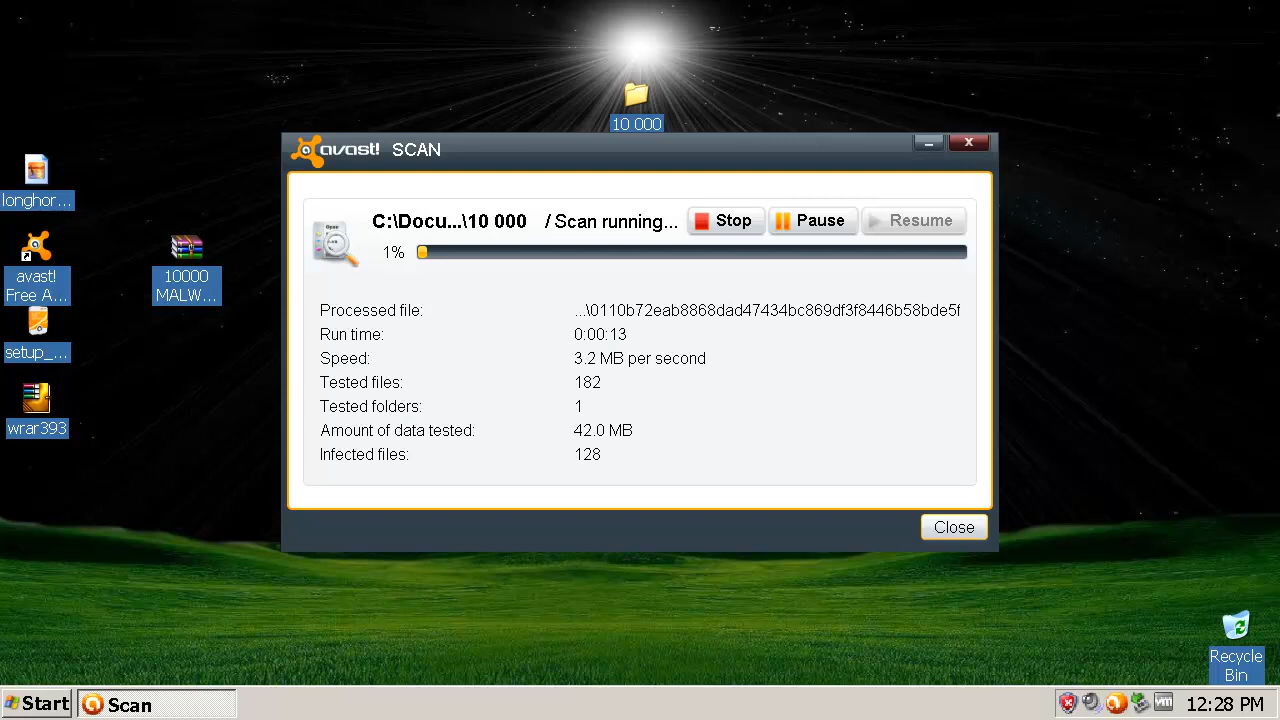 10 000
avast! SCAN
longhor...
C:\Docu...\10 000 / Scan running...
Stop
Pause
Resume
1%
avast!
Free A...
10000
MALW...
Processed file: ...\0110b72eab8868dad47434bc869df3f8446b58bde5f
Run time: 0:00:13
setup_...
Speed: 3.2 MB per second
Tested files: 182
Tested folders: 1
wrar393
Amount of data tested: 42.0 MB
Infected files: 128
Close
Recycle
Bin
Start
Scan
vm
12:28 PM